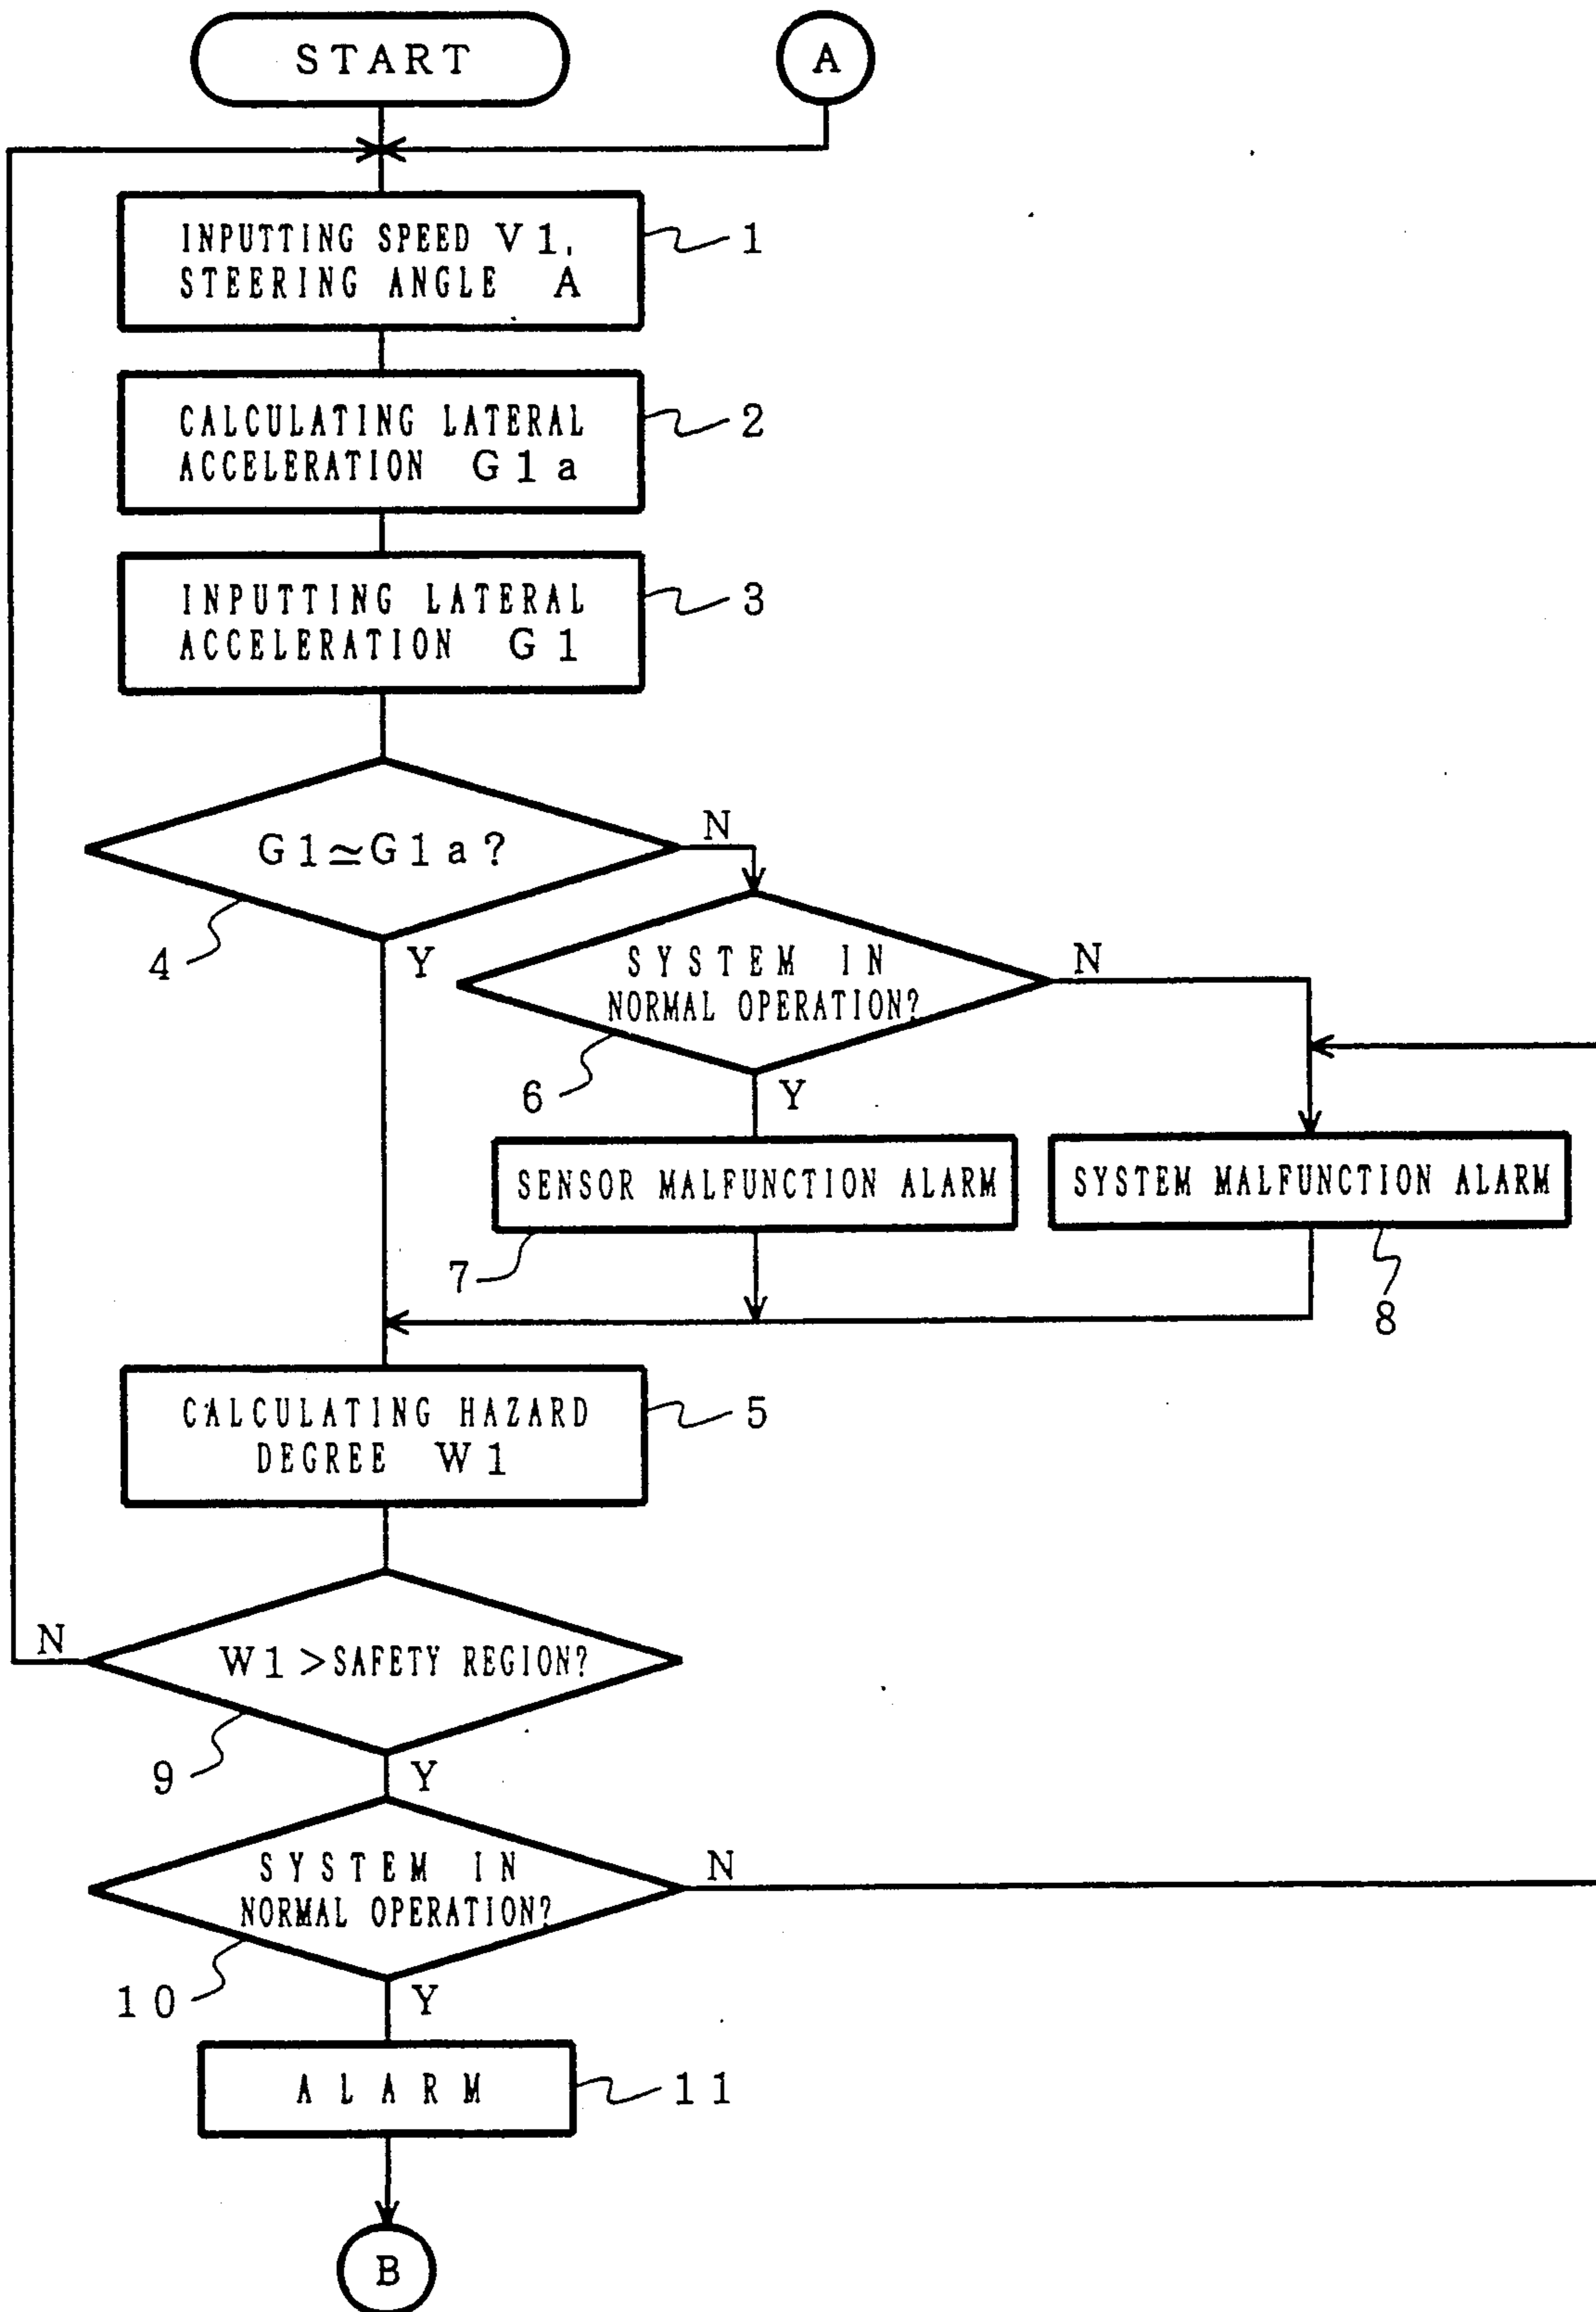 START
A
INPUTTING SPEED V1,
STEERING ANGLE A
1
CALCULATING LATERAL
ACCELERATION G1a
2
INPUTTING LATERAL
ACCELERATION G1
3
G1≃G1a?
N
4
Y
SYSTEM IN
NORMAL OPERATION?
N
6
Y
SENSOR MALFUNCTION ALARM
SYSTEM MALFUNCTION ALARM
7
8
CALCULATING HAZARD
DEGREE W1
5
N
W1>SAFETY REGION?
9
Y
SYSTEM IN
NORMAL OPERATION?
N
10
Y
ALARM
11
B